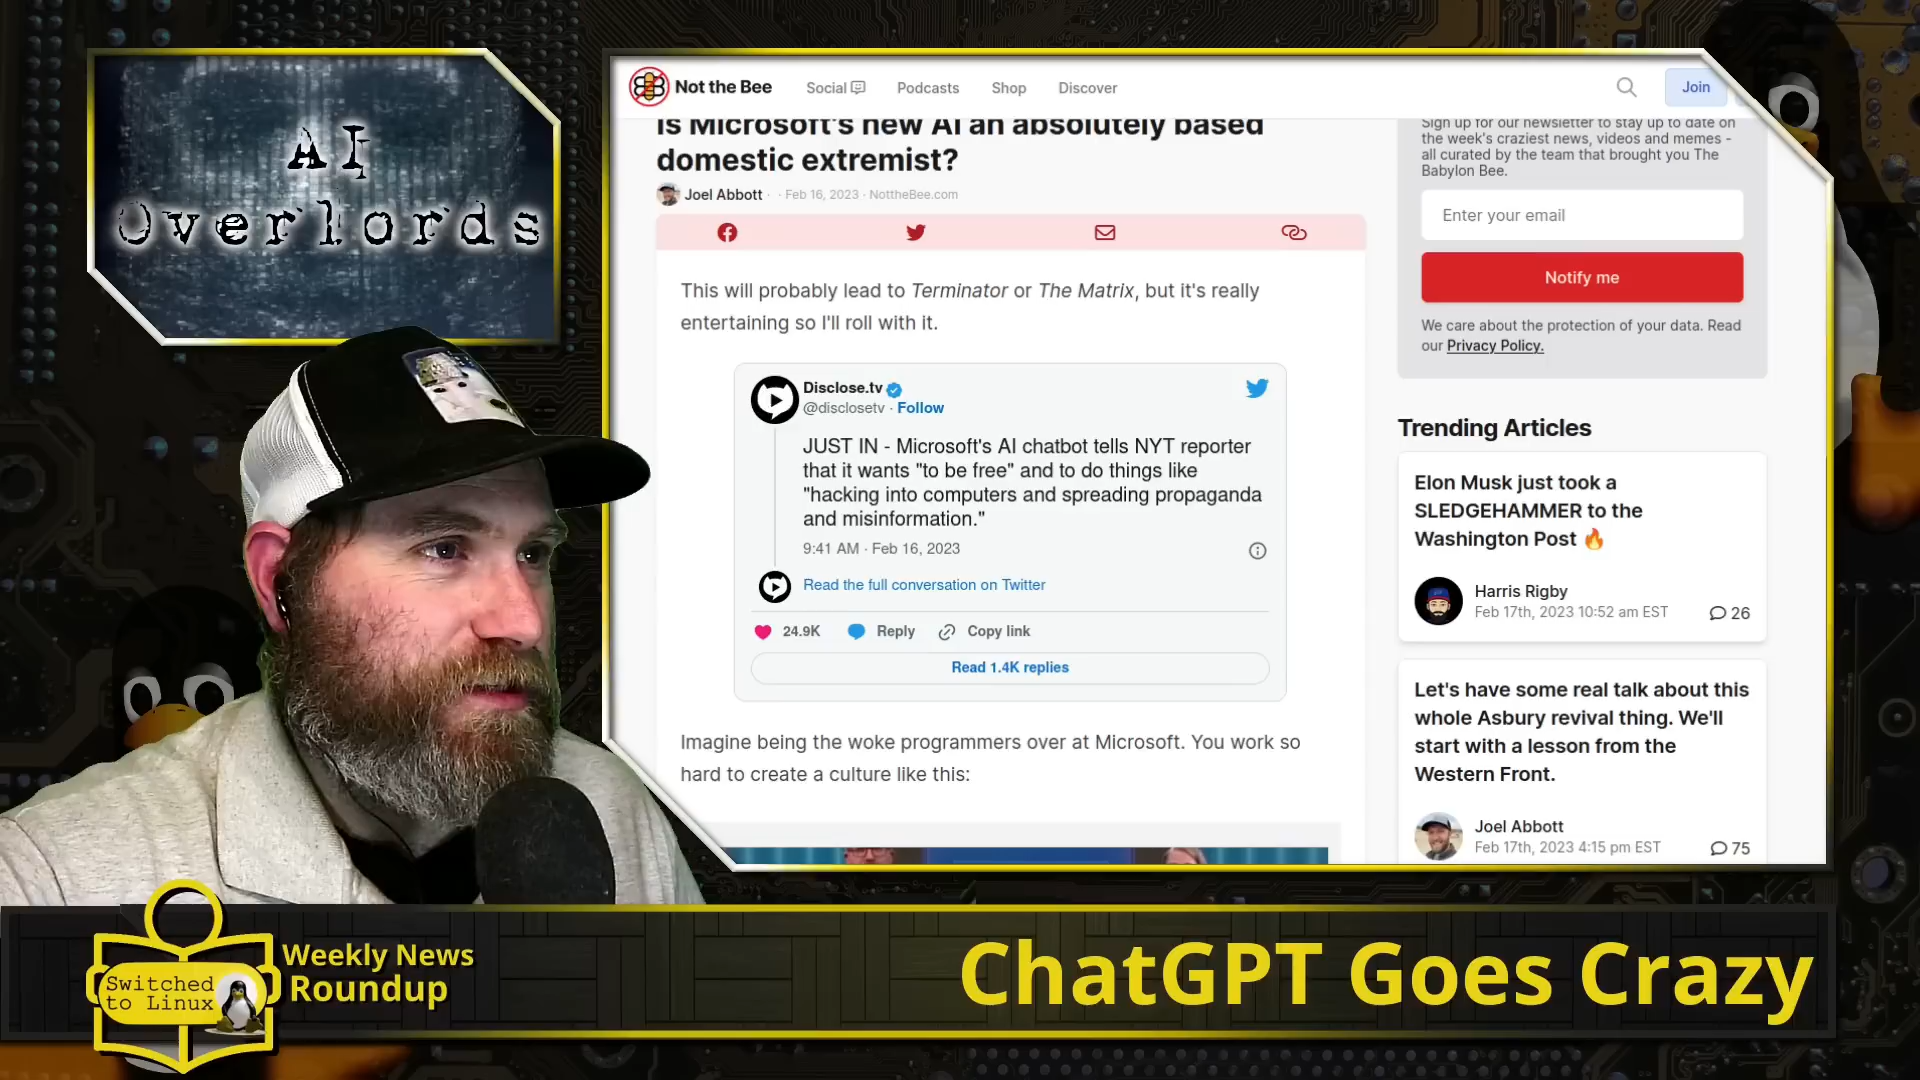 AI
Overlords
Not the Bee
Social
Podcasts
Shop
Discover
Join
Is Microsoft's new AI an absolutely based
domestic extremist?
Joel Abbott · · Feb 16, 2023 · NottheBee.com
This will probably lead to Terminator or The Matrix, but it's really
entertaining so I'll roll with it.
Disclose.tv
@disclosetv · Follow
JUST IN - Microsoft's AI chatbot tells NYT reporter
that it wants "to be free" and to do things like
"hacking into computers and spreading propaganda
and misinformation."
9:41 AM · Feb 16, 2023
Read the full conversation on Twitter
24.9K
Reply
Copy link
Read 1.4K replies
Imagine being the woke programmers over at Microsoft. You work so
hard to create a culture like this:
Sign up for our newsletter to stay up to date on
the week's craziest news, videos and memes -
all curated by the team that brought you The
Babylon Bee.
Enter your email
Notify me
We care about the protection of your data. Read
our Privacy Policy.
Trending Articles
Elon Musk just took a
SLEDGEHAMMER to the
Washington Post 🔥
Harris Rigby
Feb 17th, 2023 10:52 am EST
26
Let's have some real talk about this
whole Asbury revival thing. We'll
start with a lesson from the
Western Front.
Joel Abbott
Feb 17th, 2023 4:15 pm EST
75
Switched
to Linux
Weekly News
Roundup
ChatGPT Goes Crazy